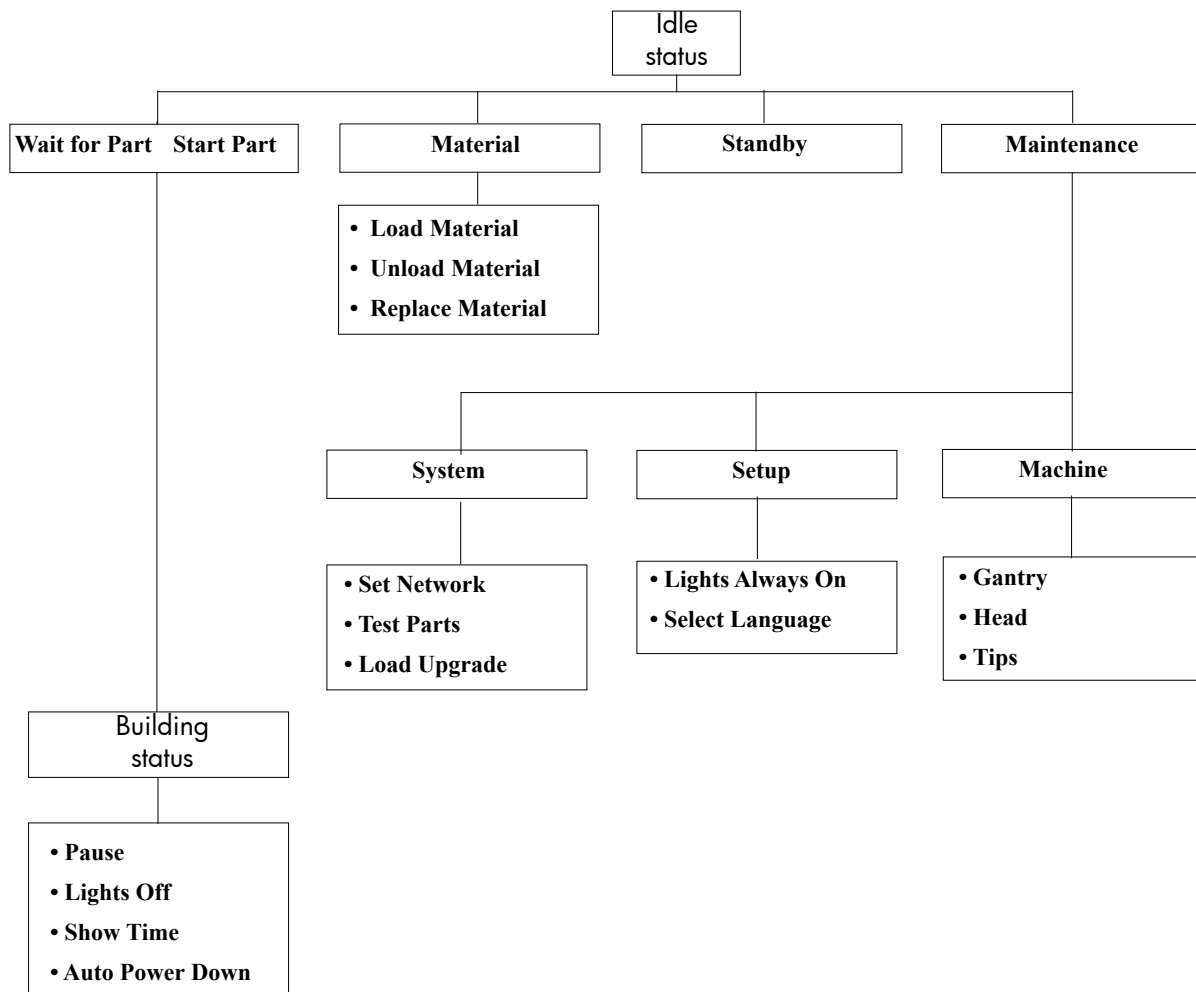 Idle
status
Wait for Part Start Part
Material
Standby
Maintenance
• Load Material
• Unload Material
• Replace Material
System
Setup
Machine
• Set Network
• Test Parts
• Load Upgrade
• Lights Always On
• Select Language
• Gantry
• Head
• Tips
Building
status
• Pause
• Lights Off
• Show Time
• Auto Power Down